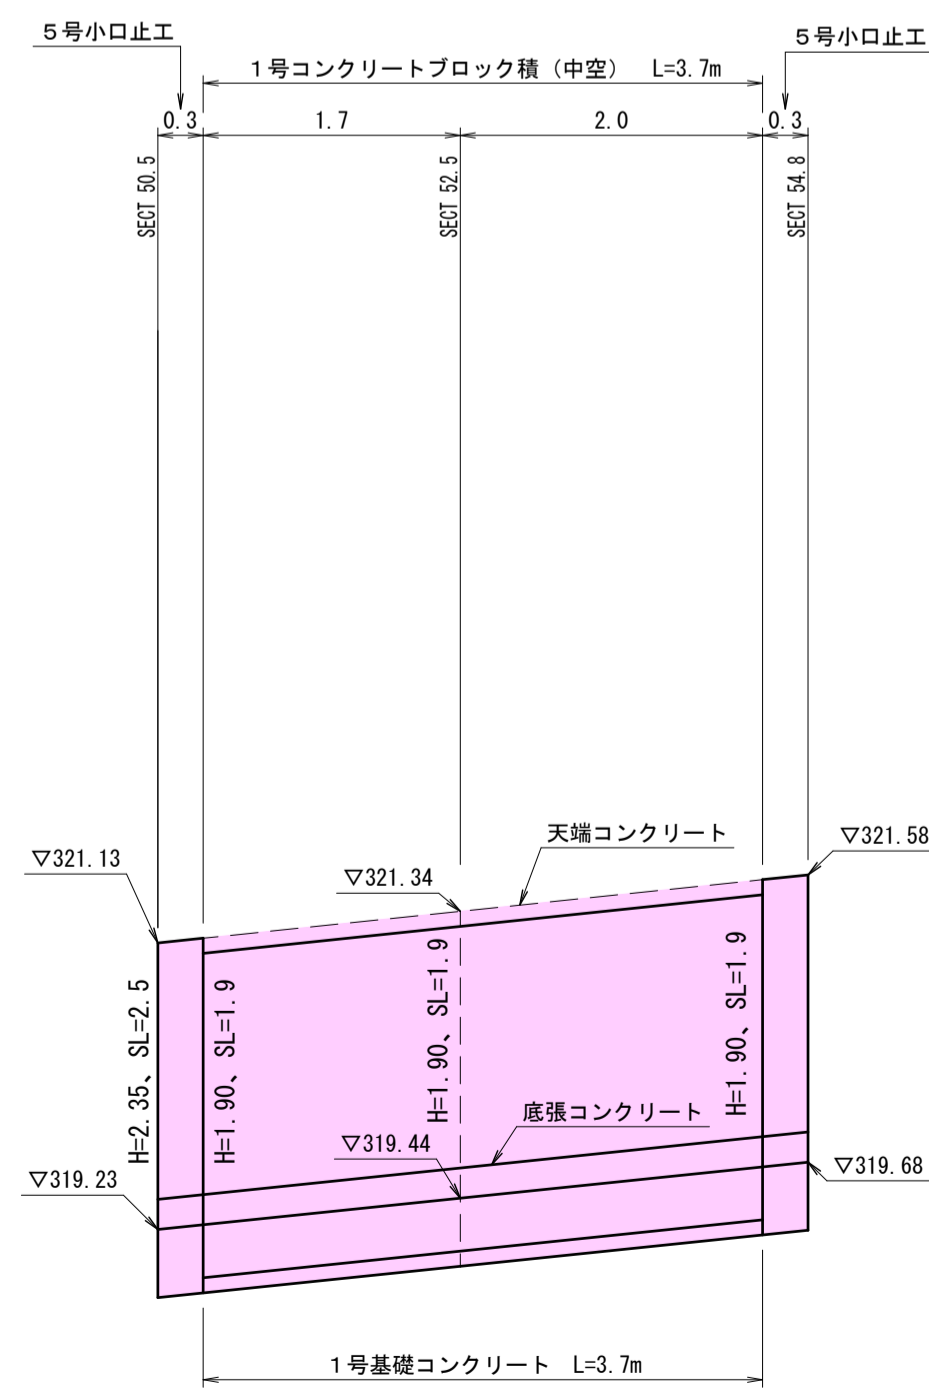 ５号小口止工
５号小口止工
１号コンクリートブロック積（中空）　L=3.7m
0.3
1.7
2.0
0.3
SECT 50.5
SECT 52.5
SECT 54.8
天端コンクリート
▽321.58
▽321.13
▽321.34
H=2.35、SL=2.5
H=1.90、SL=1.9
H=1.90、SL=1.9
H=1.90、SL=1.9
底張コンクリート
▽319.44
▽319.68
▽319.23
１号基礎コンクリート　L=3.7m